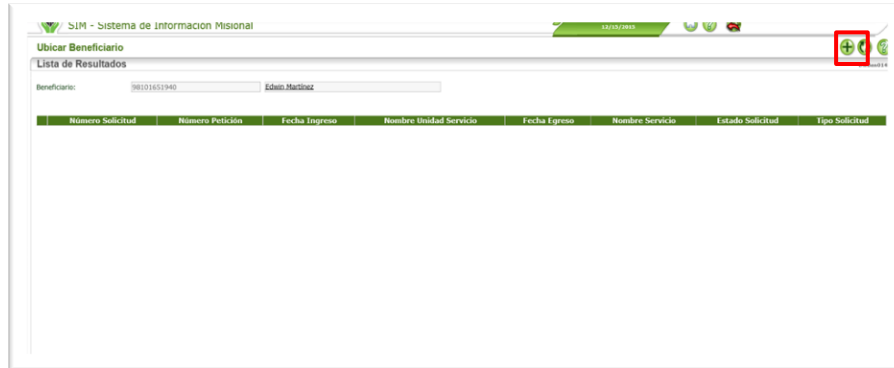 SIM - Sistema de Información Misional
12/15/2015
Ubicar Beneficiario
Lista de Resultados
Beneficiario: 98101651940 Edwin Martínez
Número Solicitud Número Petición Fecha Ingreso Nombre Unidad Servicio Fecha Egreso Nombre Servicio Estado Solicitud Tipo Solicitud